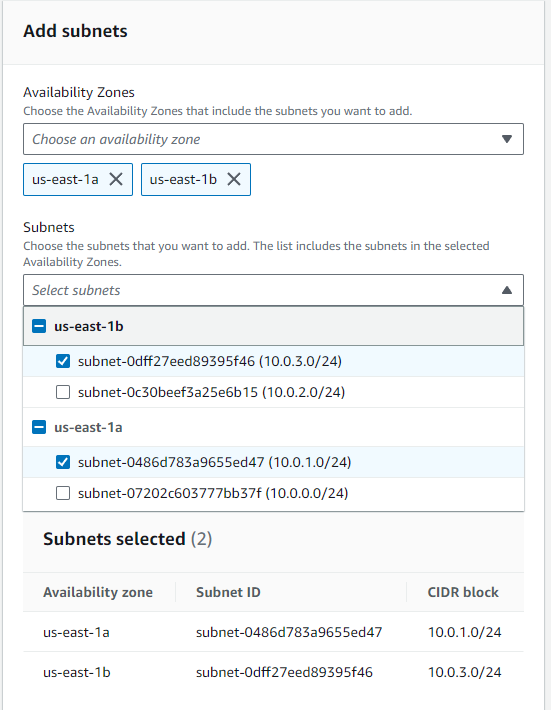 Add subnets
Availability Zones
Choose the Availability Zones that include the subnets you want to add.
Choose an availability zone
us-east-1a us-east-1b
Subnets
Choose the subnets that you want to add. The list includes the subnets in the selected
Availability Zones.
Select subnets
us-east-1b
subnet-0dff27eed89395f46 (10.0.3.0/24)
subnet-0c30beef3a25e6b15 (10.0.2.0/24)
us-east-1a
subnet-0486d783a9655ed47 (10.0.1.0/24)
subnet-07202c603777bb37f (10.0.0.0/24)
Subnets selected (2)
Availability zone Subnet ID CIDR block
us-east-1a subnet-0486d783a9655ed47 10.0.1.0/24
us-east-1b subnet-0dff27eed89395f46 10.0.3.0/24